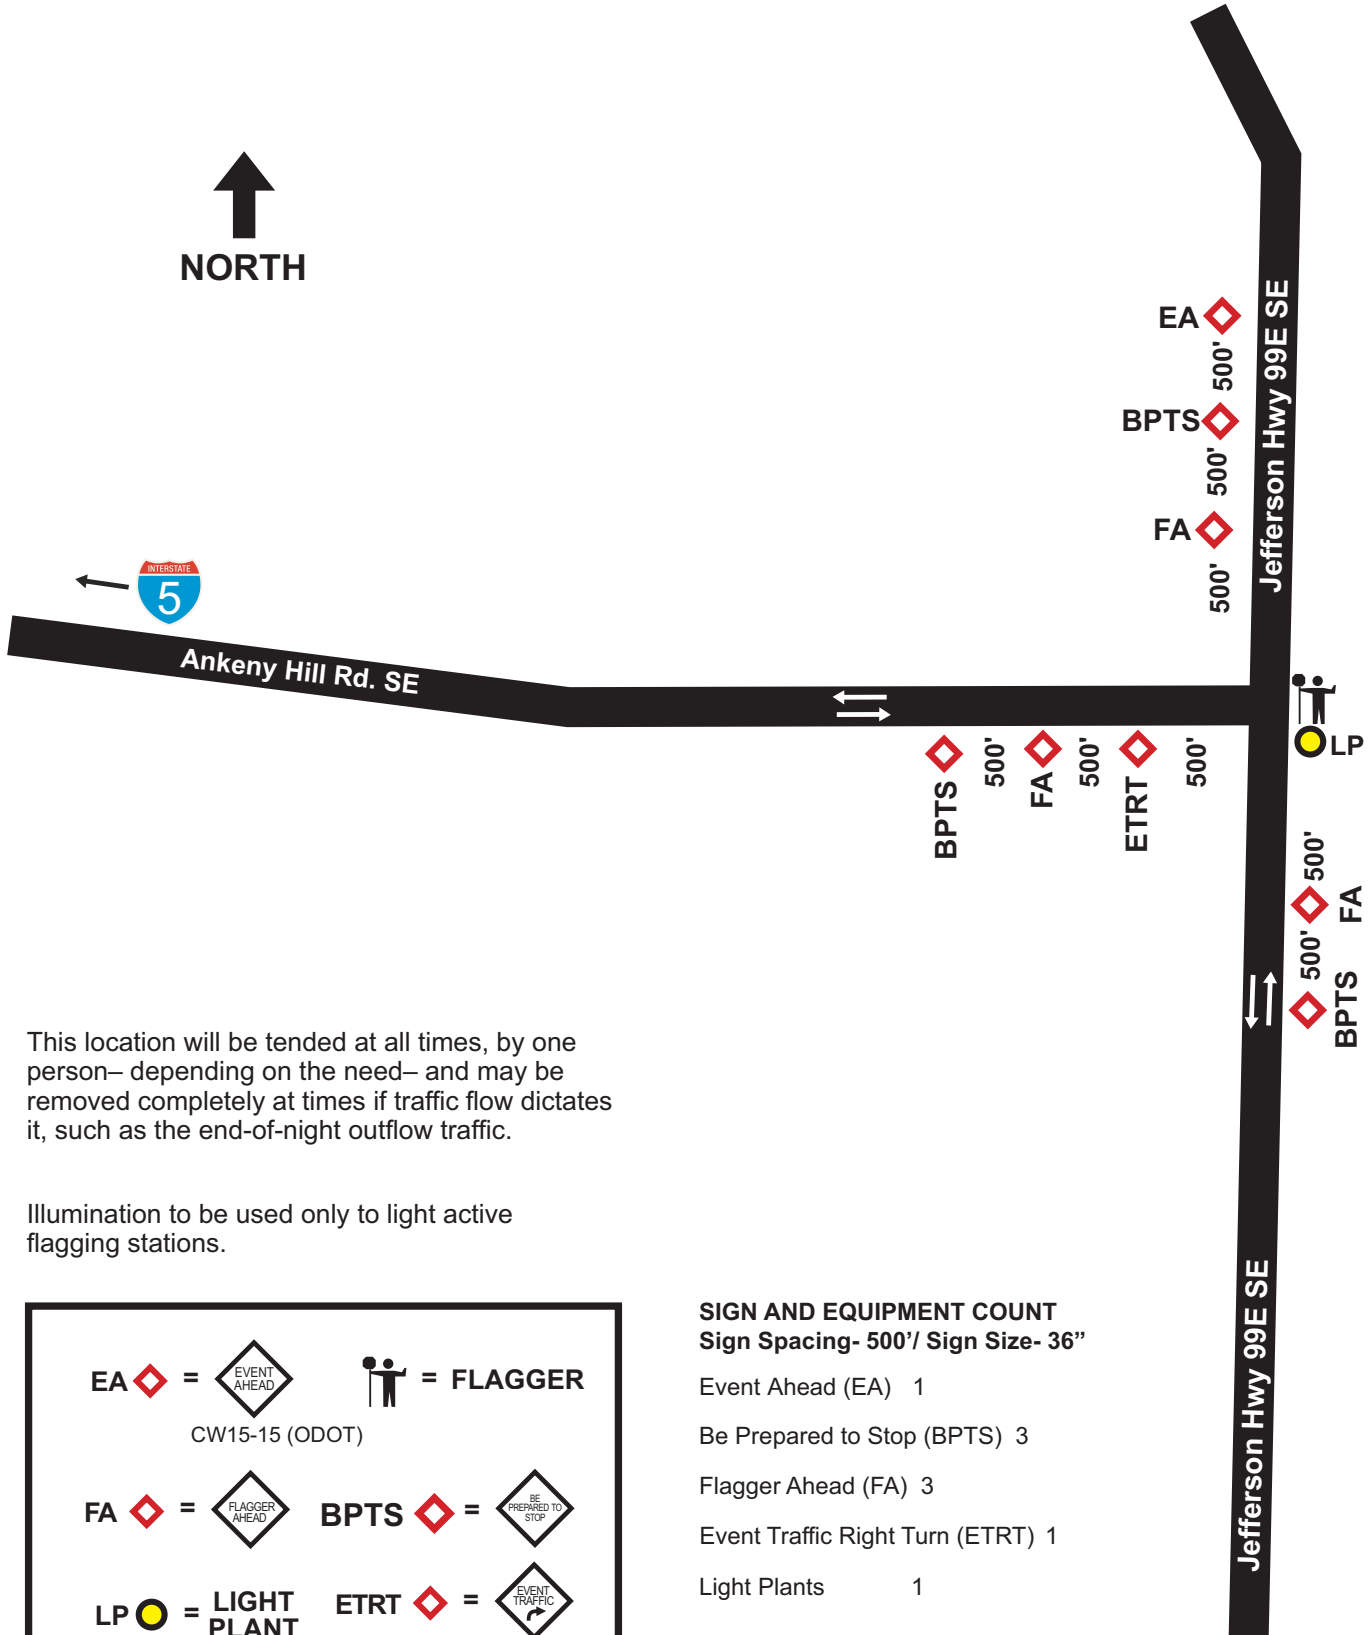 NORTH
EA
500'
BPTS
500'
FA
500'
Jefferson Hwy 99E SE
INTERSTATE
5
Ankeny Hill Rd. SE
LP
BPTS
500'
FA
500'
ETRT
500'
500'
FA
500'
BPTS
This location will be tended at all times, by one
person– depending on the need– and may be
removed completely at times if traffic flow dictates
it, such as the end-of-night outflow traffic.
Illumination to be used only to light active
flagging stations.
EA = EVENT
AHEAD
= FLAGGER
CW15-15 (ODOT)
FA = FLAGGER
AHEAD
BPTS = BE
PREPARED TO
STOP
LP = LIGHT
PLANT
ETRT = EVENT
TRAFFIC
SIGN AND EQUIPMENT COUNT
Sign Spacing- 500’/ Sign Size- 36”
Event Ahead (EA) 1
Be Prepared to Stop (BPTS) 3
Flagger Ahead (FA) 3
Event Traffic Right Turn (ETRT) 1
Light Plants 1
Jefferson Hwy 99E SE